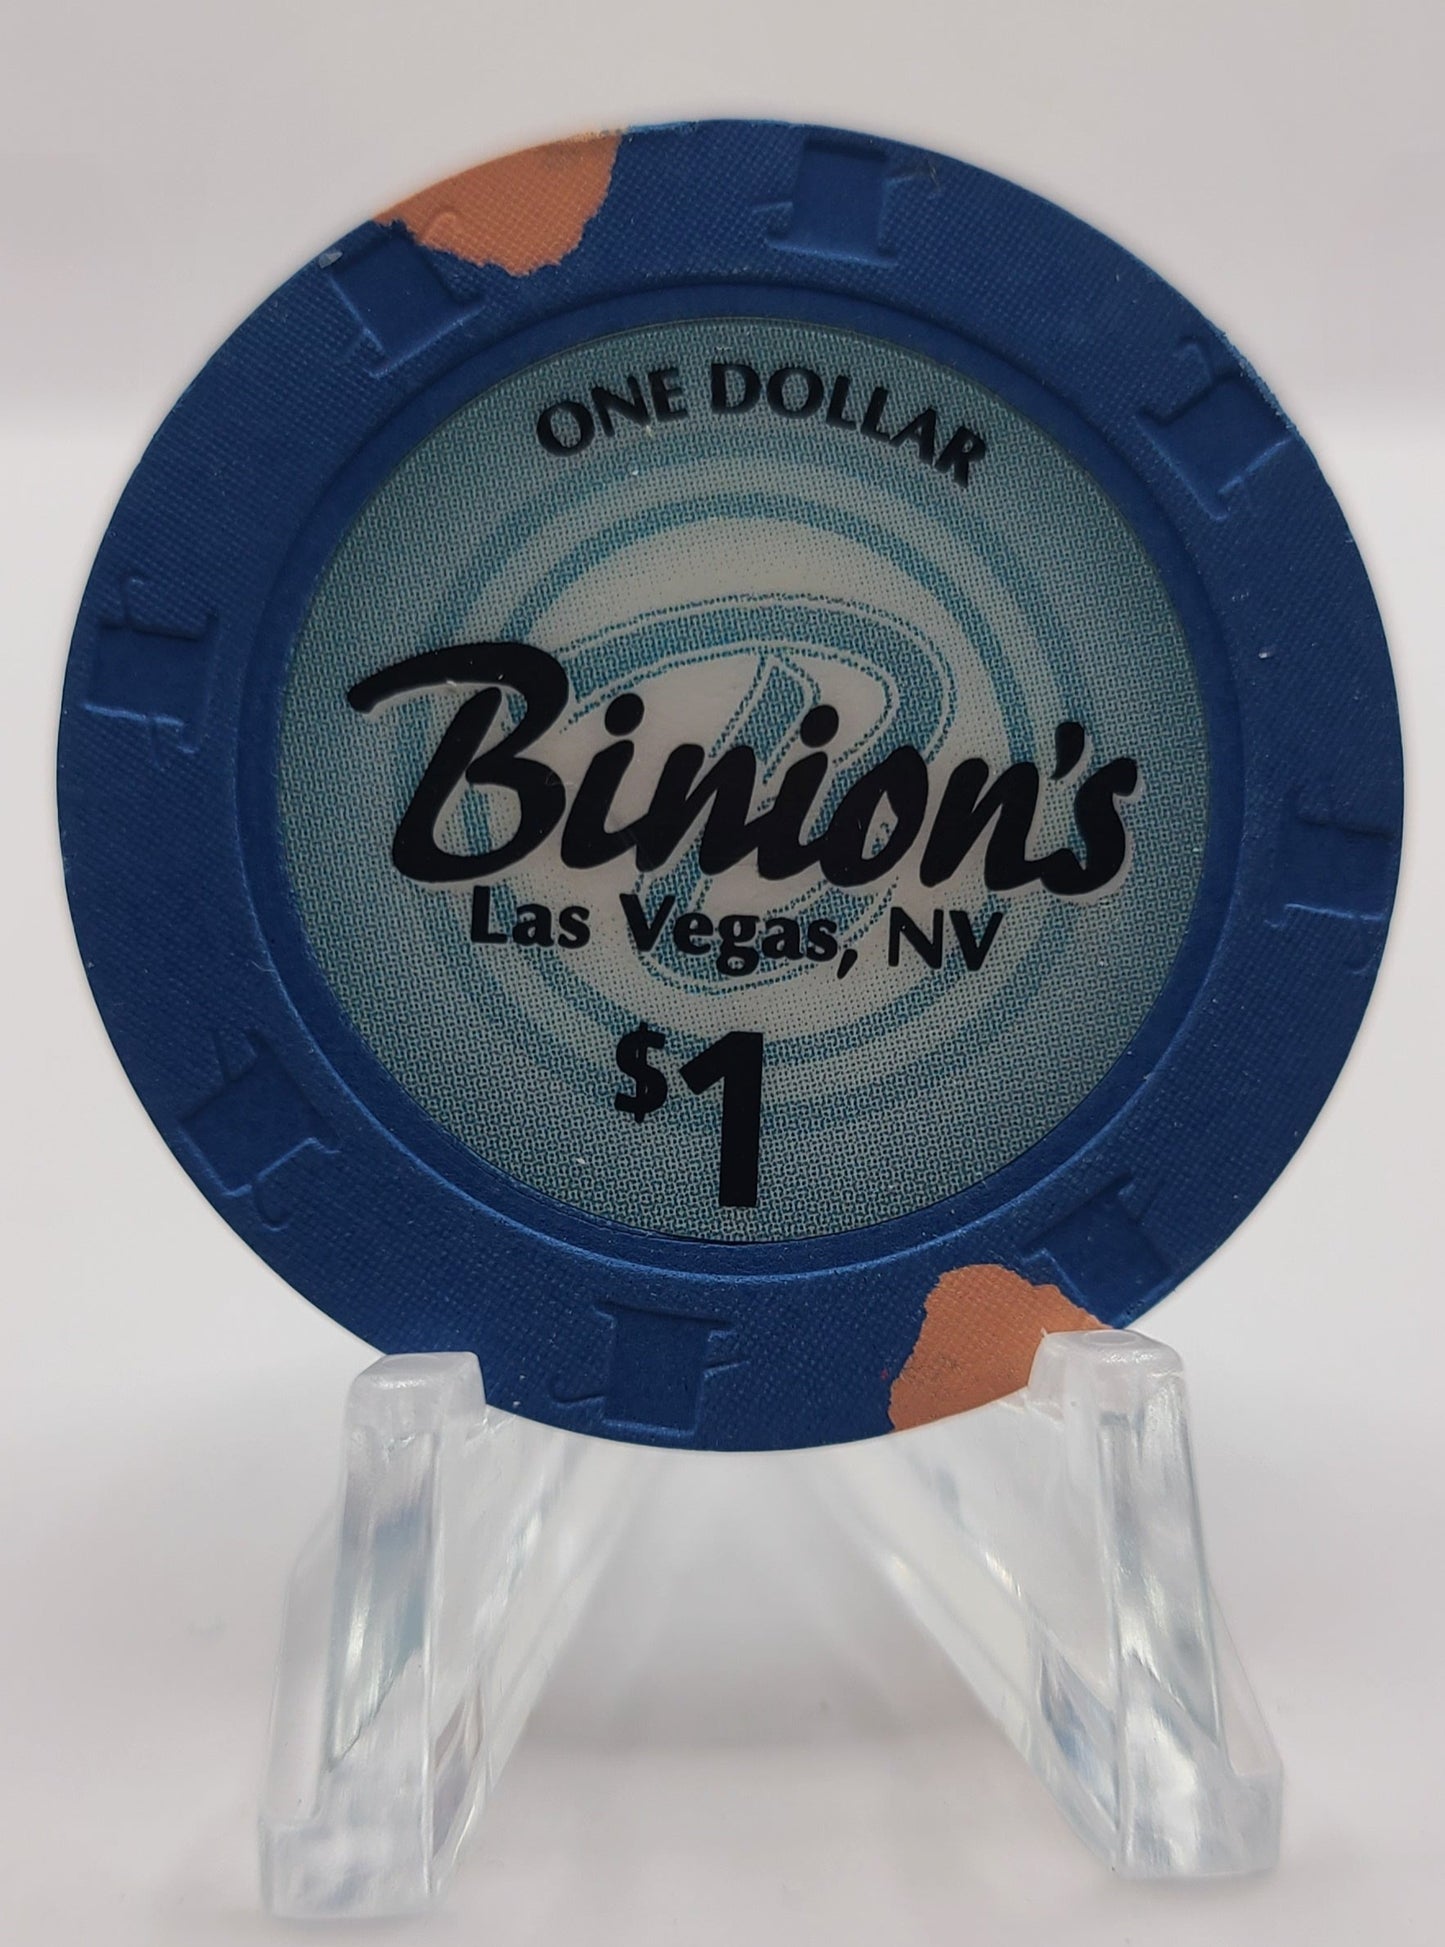 ONE DOLLAR
Binion's
Las Vegas, NV
$1